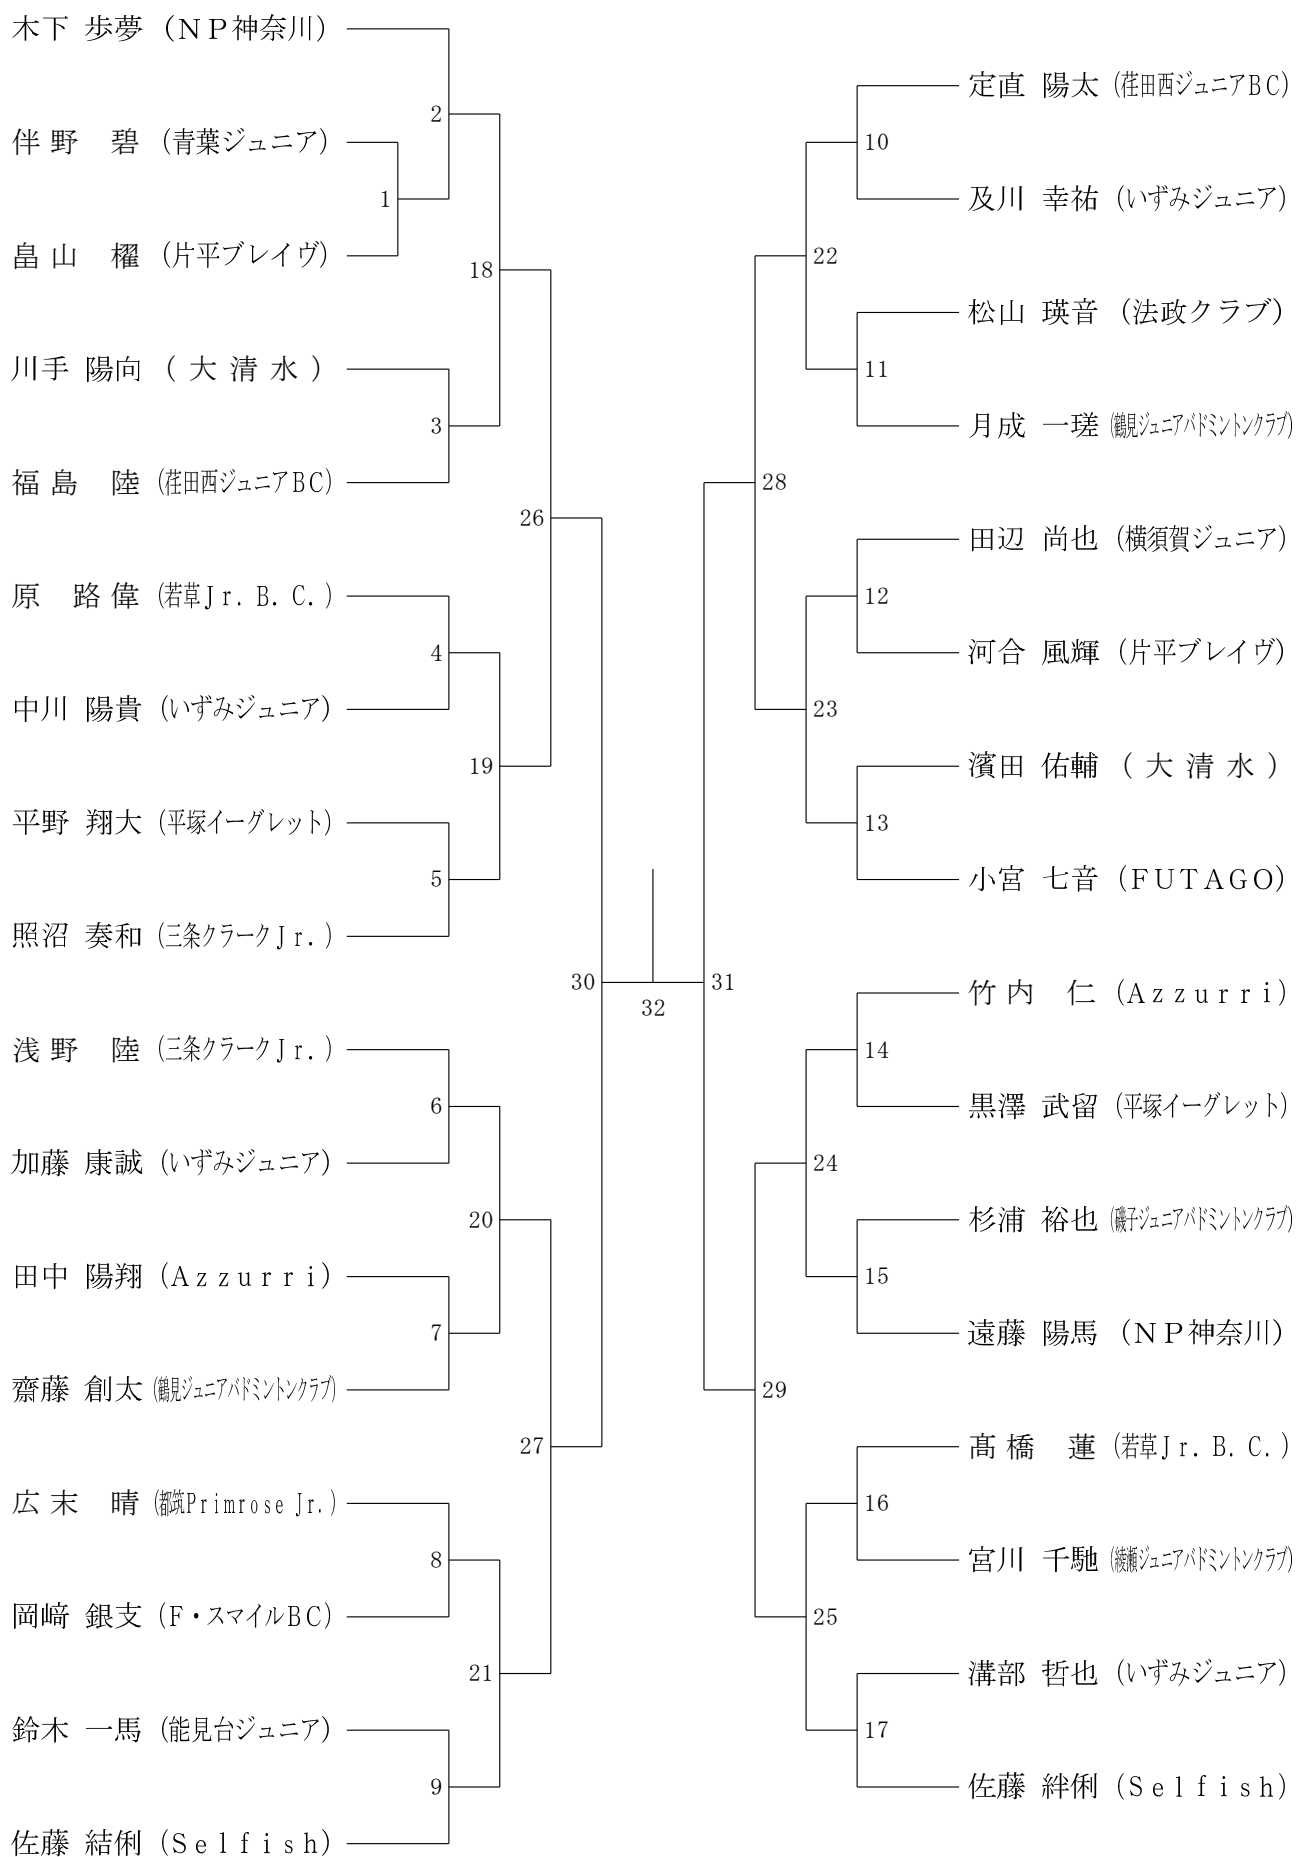 木下 歩夢 (ＮＰ神奈川)
2
伴野 碧 (青葉ジュニア)
1
畠山 櫂 (片平ブレイヴ)
18
川手 陽向 (大清水)
3
福島 陸 (荏田西ジュニアBC)
26
原 路偉 (若草Jr.B.C.)
4
中川 陽貴 (いずみジュニア)
19
平野 翔大 (平塚イーグレット)
5
照沼 奏和 (三条クラークJr.)
30
浅野 陸 (三条クラークJr.)
6
加藤 康誠 (いずみジュニア)
20
田中 陽翔 (Azzurri)
7
齋藤 創太 (鶴見ジュニアバドミントンクラブ)
27
広末 晴 (都筑Primrose Jr.)
8
岡﨑 銀支 (F・スマイルBC)
21
鈴木 一馬 (能見台ジュニア)
9
佐藤 結俐 (Selfish)
32
定直 陽太 (荏田西ジュニアBC)
10
及川 幸祐 (いずみジュニア)
22
松山 瑛音 (法政クラブ)
11
月成 一瑳 (鶴見ジュニアバドミントンクラブ)
28
田辺 尚也 (横須賀ジュニア)
12
河合 風輝 (片平ブレイヴ)
23
濱田 佑輔 (大清水)
13
小宮 七音 (FUTAGO)
31
竹内 仁 (Azzurri)
14
黒澤 武留 (平塚イーグレット)
24
杉浦 裕也 (磯子ジュニアバドミントンクラブ)
15
遠藤 陽馬 (ＮＰ神奈川)
29
髙橋 蓮 (若草Jr.B.C.)
16
宮川 千馳 (綾瀬ジュニアバドミントンクラブ)
25
溝部 哲也 (いずみジュニア)
17
佐藤 絆俐 (Selfish)